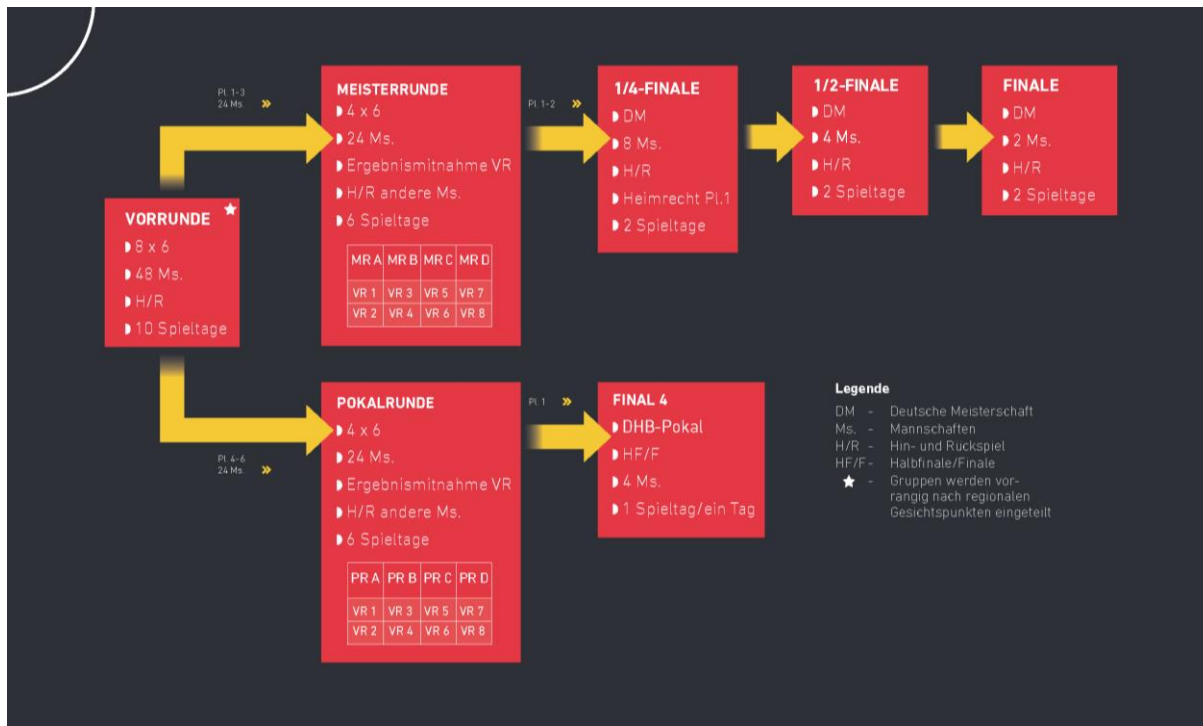 Pl. 1-3
24 Ms.
VORRUNDE
8 x 6
48 Ms.
H/R
10 Spieltage
Pl. 4-6
24 Ms.
MEISTERRUNDE
4 x 6
24 Ms.
Ergebnismitnahme VR
H/R andere Ms.
6 Spieltage
MR A MR B MR C MR D
VR 1 VR 3 VR 5 VR 7
VR 2 VR 4 VR 6 VR 8
Pl. 1-2
1/4-FINALE
DM
8 Ms.
H/R
Heimrecht Pl.1
2 Spieltage
1/2-FINALE
DM
4 Ms.
H/R
2 Spieltage
FINALE
DM
2 Ms.
H/R
2 Spieltage
POKALRUNDE
4 x 6
24 Ms.
Ergebnismitnahme VR
H/R andere Ms.
6 Spieltage
PR A PR B PR C PR D
VR 1 VR 3 VR 5 VR 7
VR 2 VR 4 VR 6 VR 8
Pl. 1
FINAL 4
DHB-Pokal
HF/F
4 Ms.
1 Spieltag/ein Tag
Legende
DM - Deutsche Meisterschaft
Ms. - Mannschaften
H/R - Hin- und Rückspiel
HF/F - Halbfinale/Finale
★ - Gruppen werden vor-
rangig nach regionalen
Gesichtspunkten eingeteilt